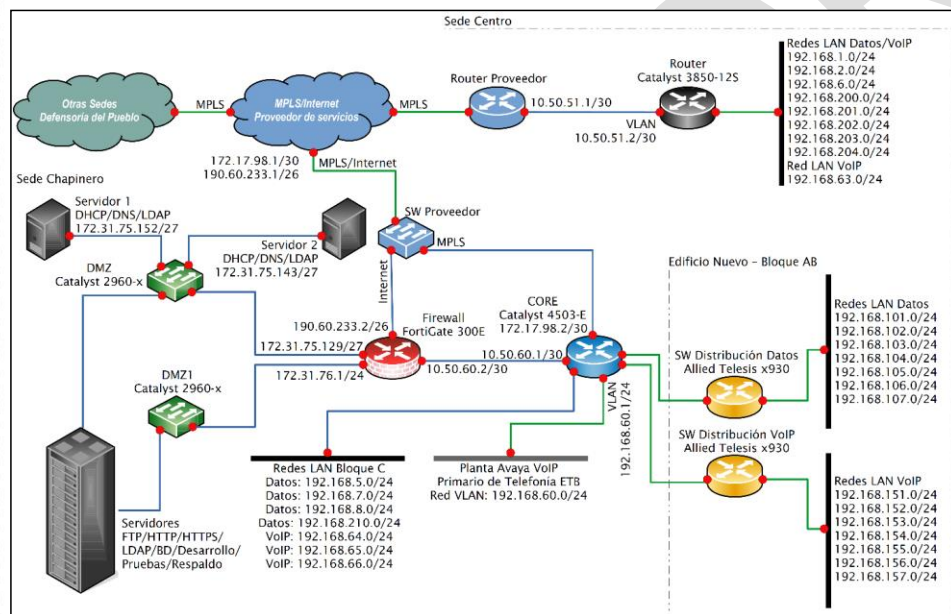 Sede Centro
Redes LAN Datos/VoIP
192.168.1.0/24
192.168.2.0/24
192.168.6.0/24
192.168.200.0/24
192.168.201.0/24
192.168.202.0/24
192.168.203.0/24
192.168.204.0/24
Red LAN VoIP
192.168.63.0/24
Router
Catalyst 3850-12S
Router Proveedor
10.50.51.1/30
VLAN
10.50.51.2/30
Otras Sedes
Defensoría del Pueblo
MPLS
MPLS/Internet
Proveedor de servicios
MPLS
172.17.98.1/30
190.60.233.1/26
MPLS/Internet
Sede Chapinero
Servidor 1
DHCP/DNS/LDAP
172.31.75.152/27
Servidor 2
DHCP/DNS/LDAP
172.31.75.143/27
SW Proveedor
MPLS
Internet
DMZ
Catalyst 2960-x
Edificio Nuevo - Bloque AB
190.60.233.2/26
Firewall
FortiGate 300E
172.31.75.129/27
172.31.76.1/24
CORE
Catalyst 4503-E
172.17.98.2/30
10.50.60.1/30
10.50.60.2/30
DMZ1
Catalyst 2960-x
SW Distribución Datos
Allied Telesis x930
Redes LAN Datos
192.168.101.0/24
192.168.102.0/24
192.168.103.0/24
192.168.104.0/24
192.168.105.0/24
192.168.106.0/24
192.168.107.0/24
VLAN
192.168.60.1/24
SW Distribución VoIP
Allied Telesis x930
Redes LAN VoIP
192.168.151.0/24
192.168.152.0/24
192.168.153.0/24
192.168.154.0/24
192.168.155.0/24
192.168.156.0/24
192.168.157.0/24
Redes LAN Bloque C
Datos: 192.168.5.0/24
Datos: 192.168.7.0/24
Datos: 192.168.8.0/24
Datos: 192.168.210.0/24
VoIP: 192.168.64.0/24
VoIP: 192.168.65.0/24
VoIP: 192.168.66.0/24
Planta Avaya VoIP
Primario de Telefonía ETB
Red VLAN: 192.168.60.0/24
Servidores
FTP/HTTP/HTTPS/
LDAP/BD/Desarrollo/
Pruebas/Respaldo